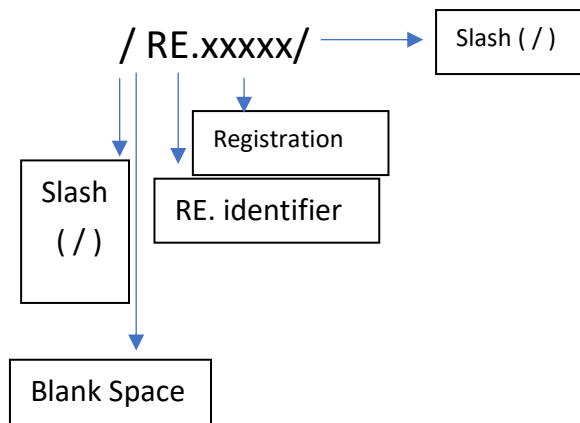 / RE.xxxxx/
Slash ( / )
Registration
RE. identifier
Slash
( / )
Blank Space